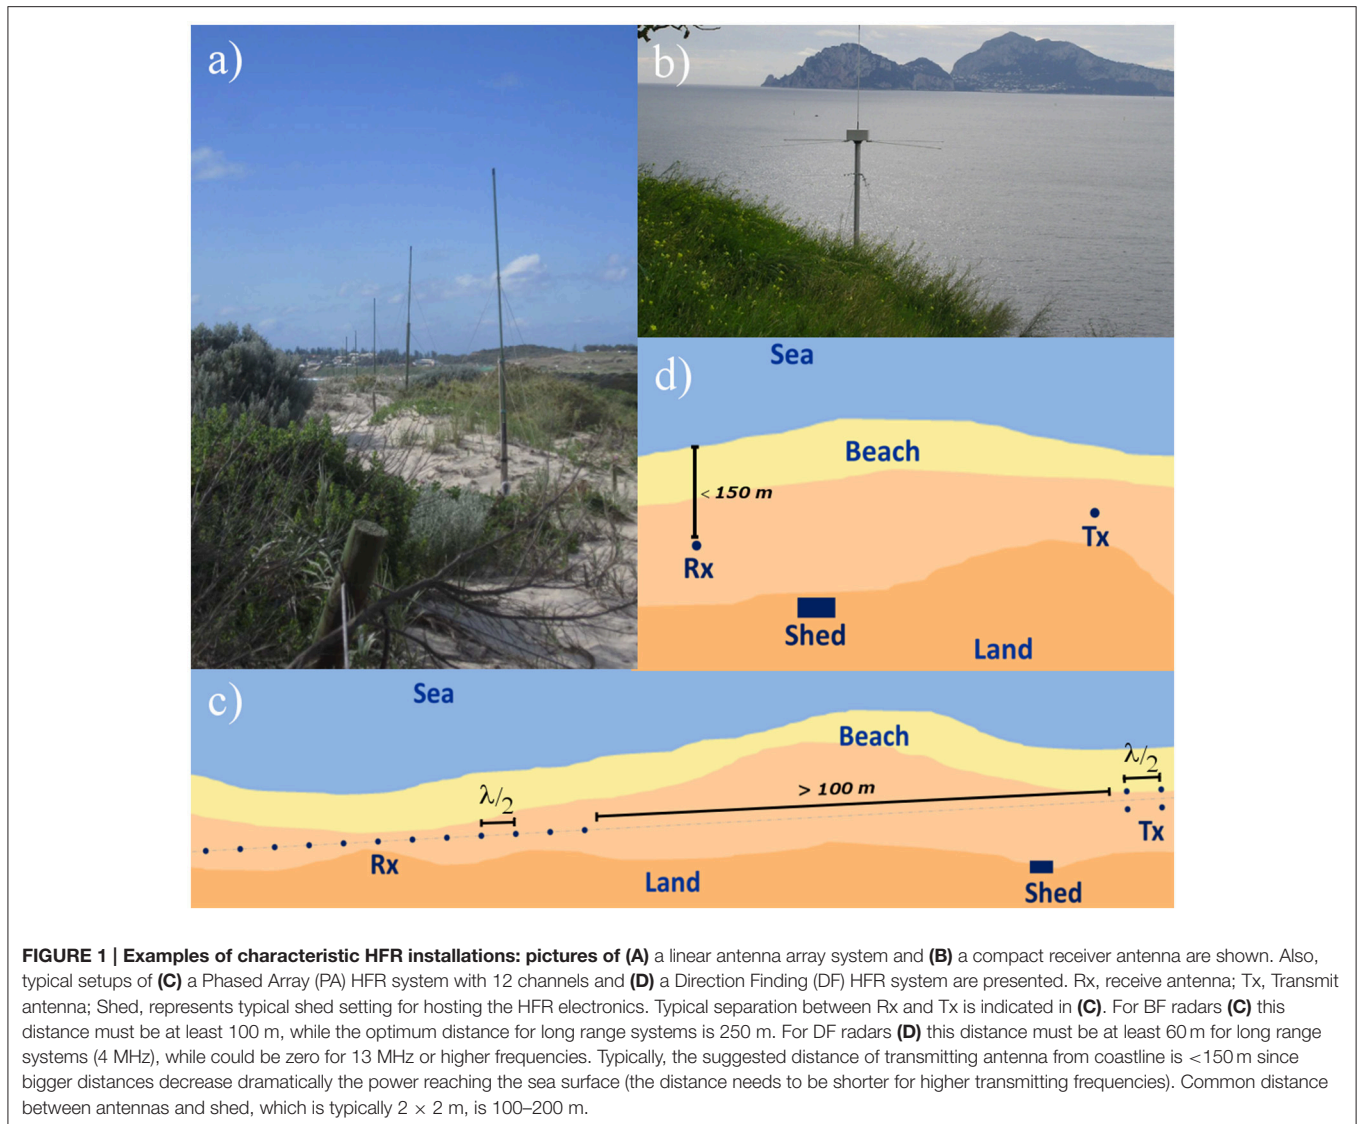 a)
b)
Sea
d)
Beach
< 150 m
Tx
Rx
Shed
Land
c)
Sea
Beach
λ/2
> 100 m
λ/2
Tx
Rx
Land
Shed
FIGURE 1 | Examples of characteristic HFR installations: pictures of (A) a linear antenna array system and (B) a compact receiver antenna are shown. Also,
typical setups of (C) a Phased Array (PA) HFR system with 12 channels and (D) a Direction Finding (DF) HFR system are presented. Rx, receive antenna; Tx, Transmit
antenna; Shed, represents typical shed setting for hosting the HFR electronics. Typical separation between Rx and Tx is indicated in (C). For BF radars (C) this
distance must be at least 100 m, while the optimum distance for long range systems is 250 m. For DF radars (D) this distance must be at least 60 m for long range
systems (4 MHz), while could be zero for 13 MHz or higher frequencies. Typically, the suggested distance of transmitting antenna from coastline is <150 m since
bigger distances decrease dramatically the power reaching the sea surface (the distance needs to be shorter for higher transmitting frequencies). Common distance
between antennas and shed, which is typically 2 × 2 m, is 100–200 m.